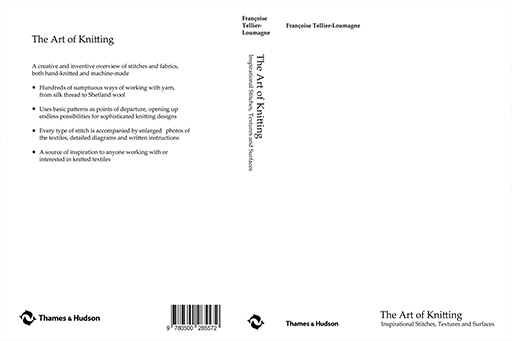 The Art of Knitting
A creative and inventive overview of stitches and fabrics,
both hand-knitted and machine-made
• Hundreds of sumptuous ways of working with yarn,
from silk thread to Shetland wool
• Uses basic patterns as points of departure, opening up
endless possibilities for sophisticated knitting designs
• Every type of stitch is accompanied by enlarged photos of
the textiles, detailed diagrams and written instructions
• A source of inspiration to anyone working with or
interested in knitted textiles
Thames & Hudson
9 780500 285572
Françoise
Tellier-
Loumagne
The Art of Knitting
Inspirational Stitches, Textures and Surfaces
Françoise Tellier-Loumagne
Thames & Hudson
The Art of Knitting
Inspirational Stitches, Textures and Surfaces